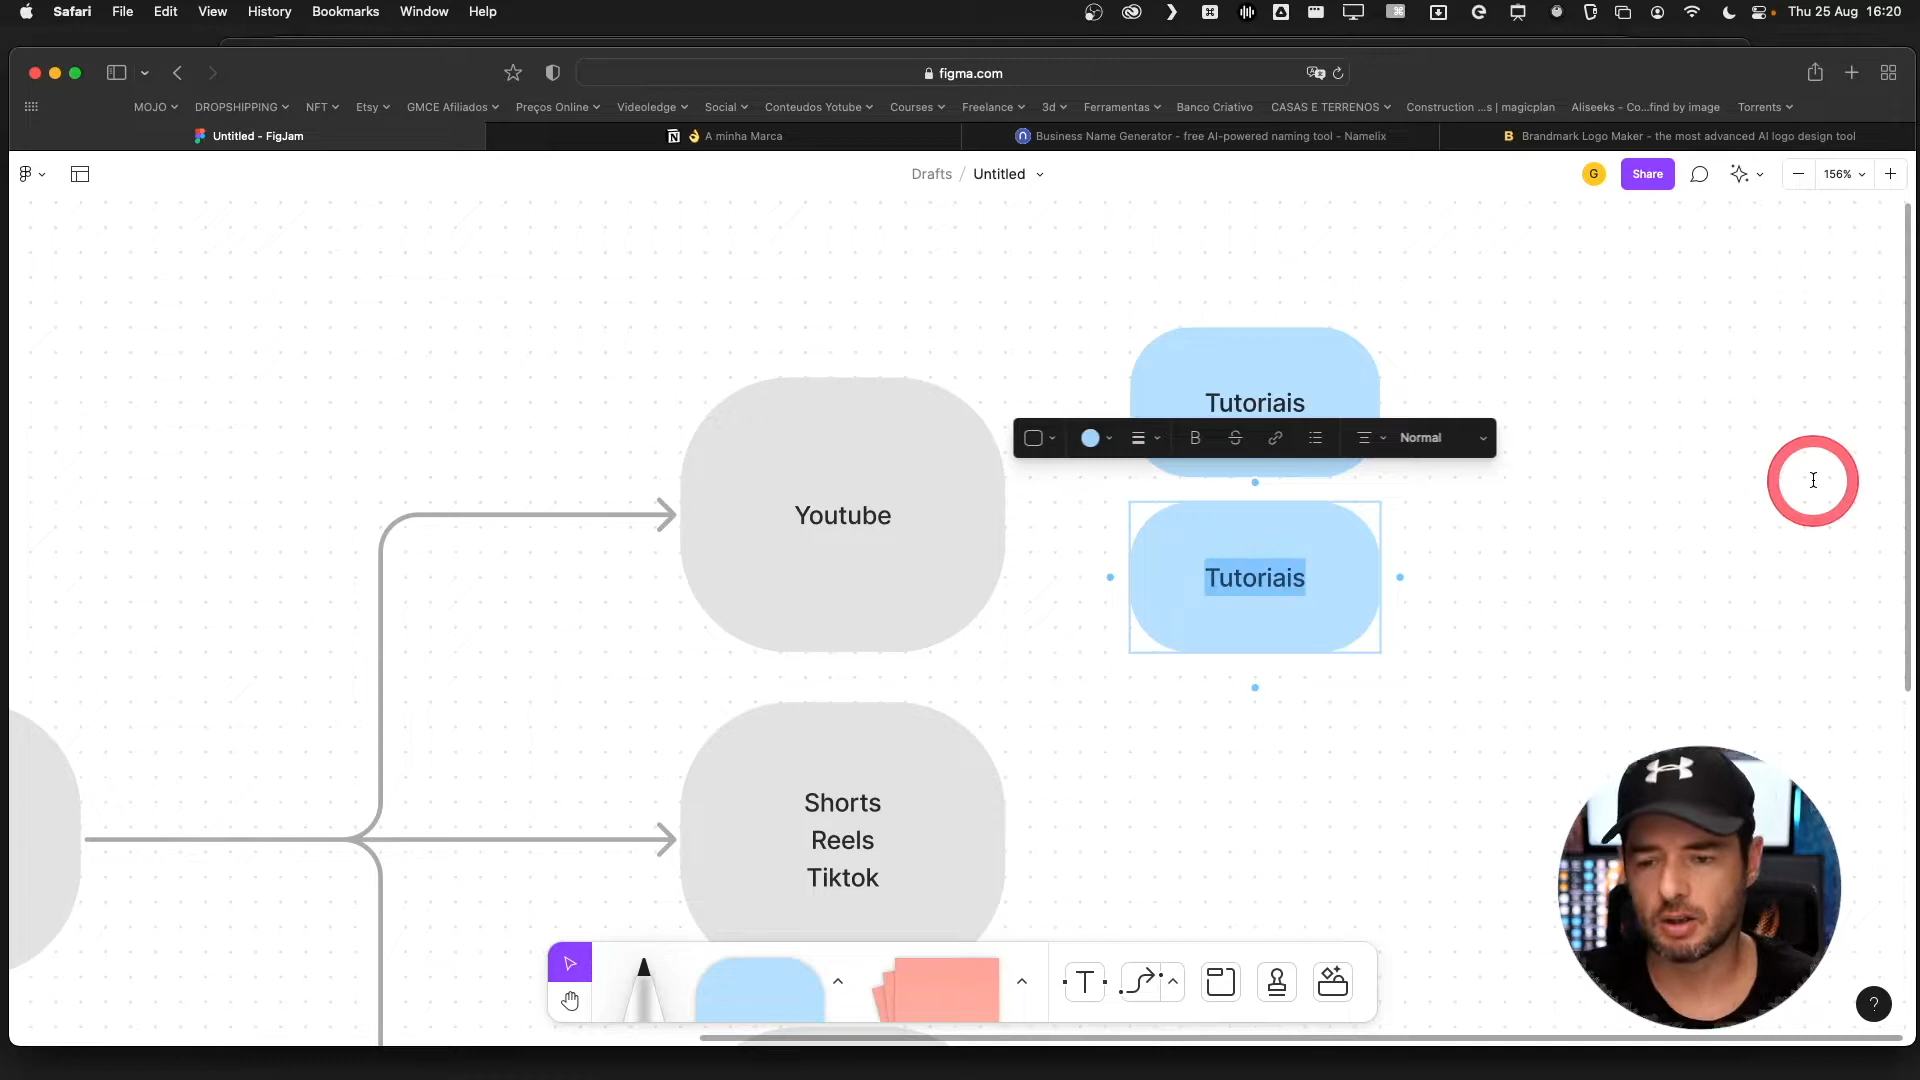 Safari File Edit View History Bookmarks Window Help Thu 25 Aug 16:20
figma.com
MOJO DROPSHIPPING NFT Etsy GMCE Afiliados Preços Online Videoledge Social Conteudos Youtube Courses Freelance 3d Ferramentas Banco Criativo CASAS E TERRENOS Construction ...s | magicplan Aliseeks - Co...find by image Torrents
Untitled - FigJam A minha Marca Business Name Generator - free AI-powered naming tool - Namelix Brandmark Logo Maker - the most advanced AI logo design tool
Drafts / Untitled G Share 156%
Tutoriais
B S Normal
Youtube
Tutoriais
Shorts
Reels
Tiktok
T
?